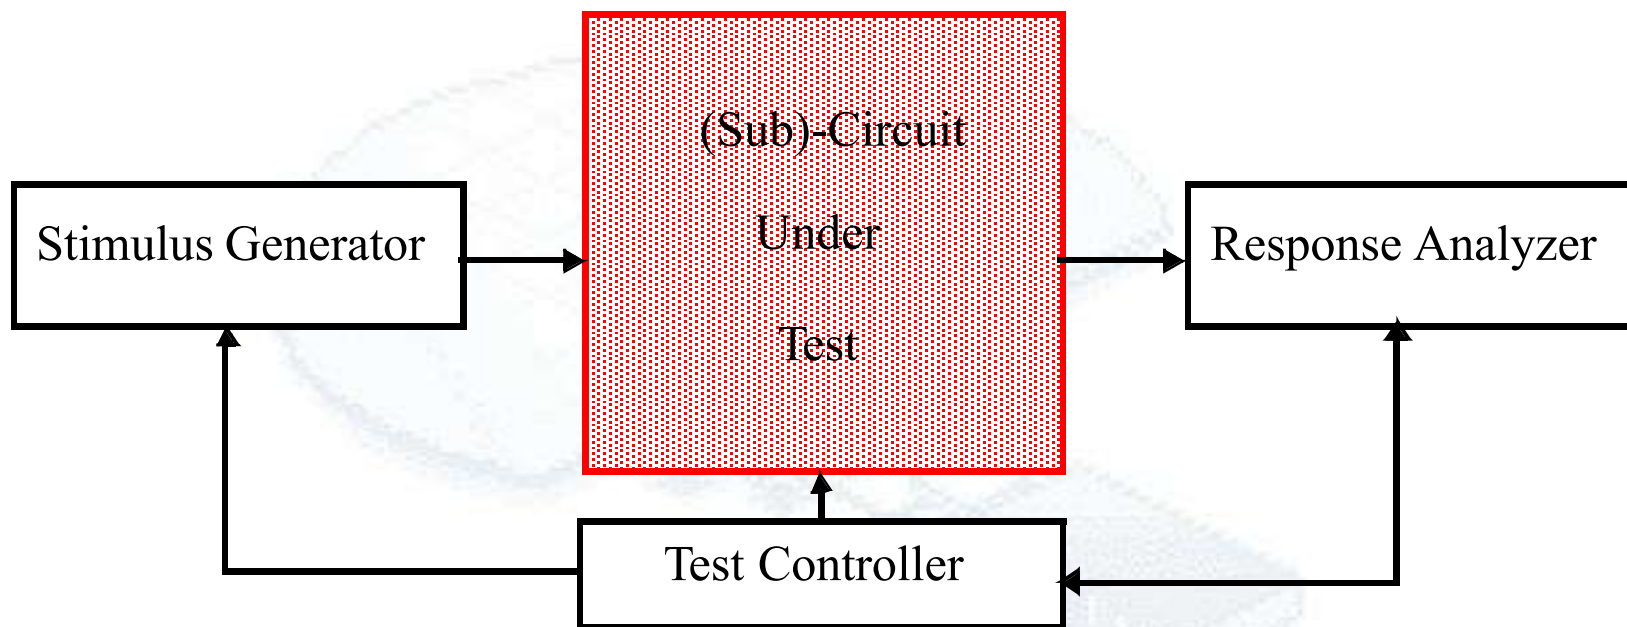 (Sub)-Circuit
Under
Test
Stimulus Generator
Response Analyzer
Test Controller